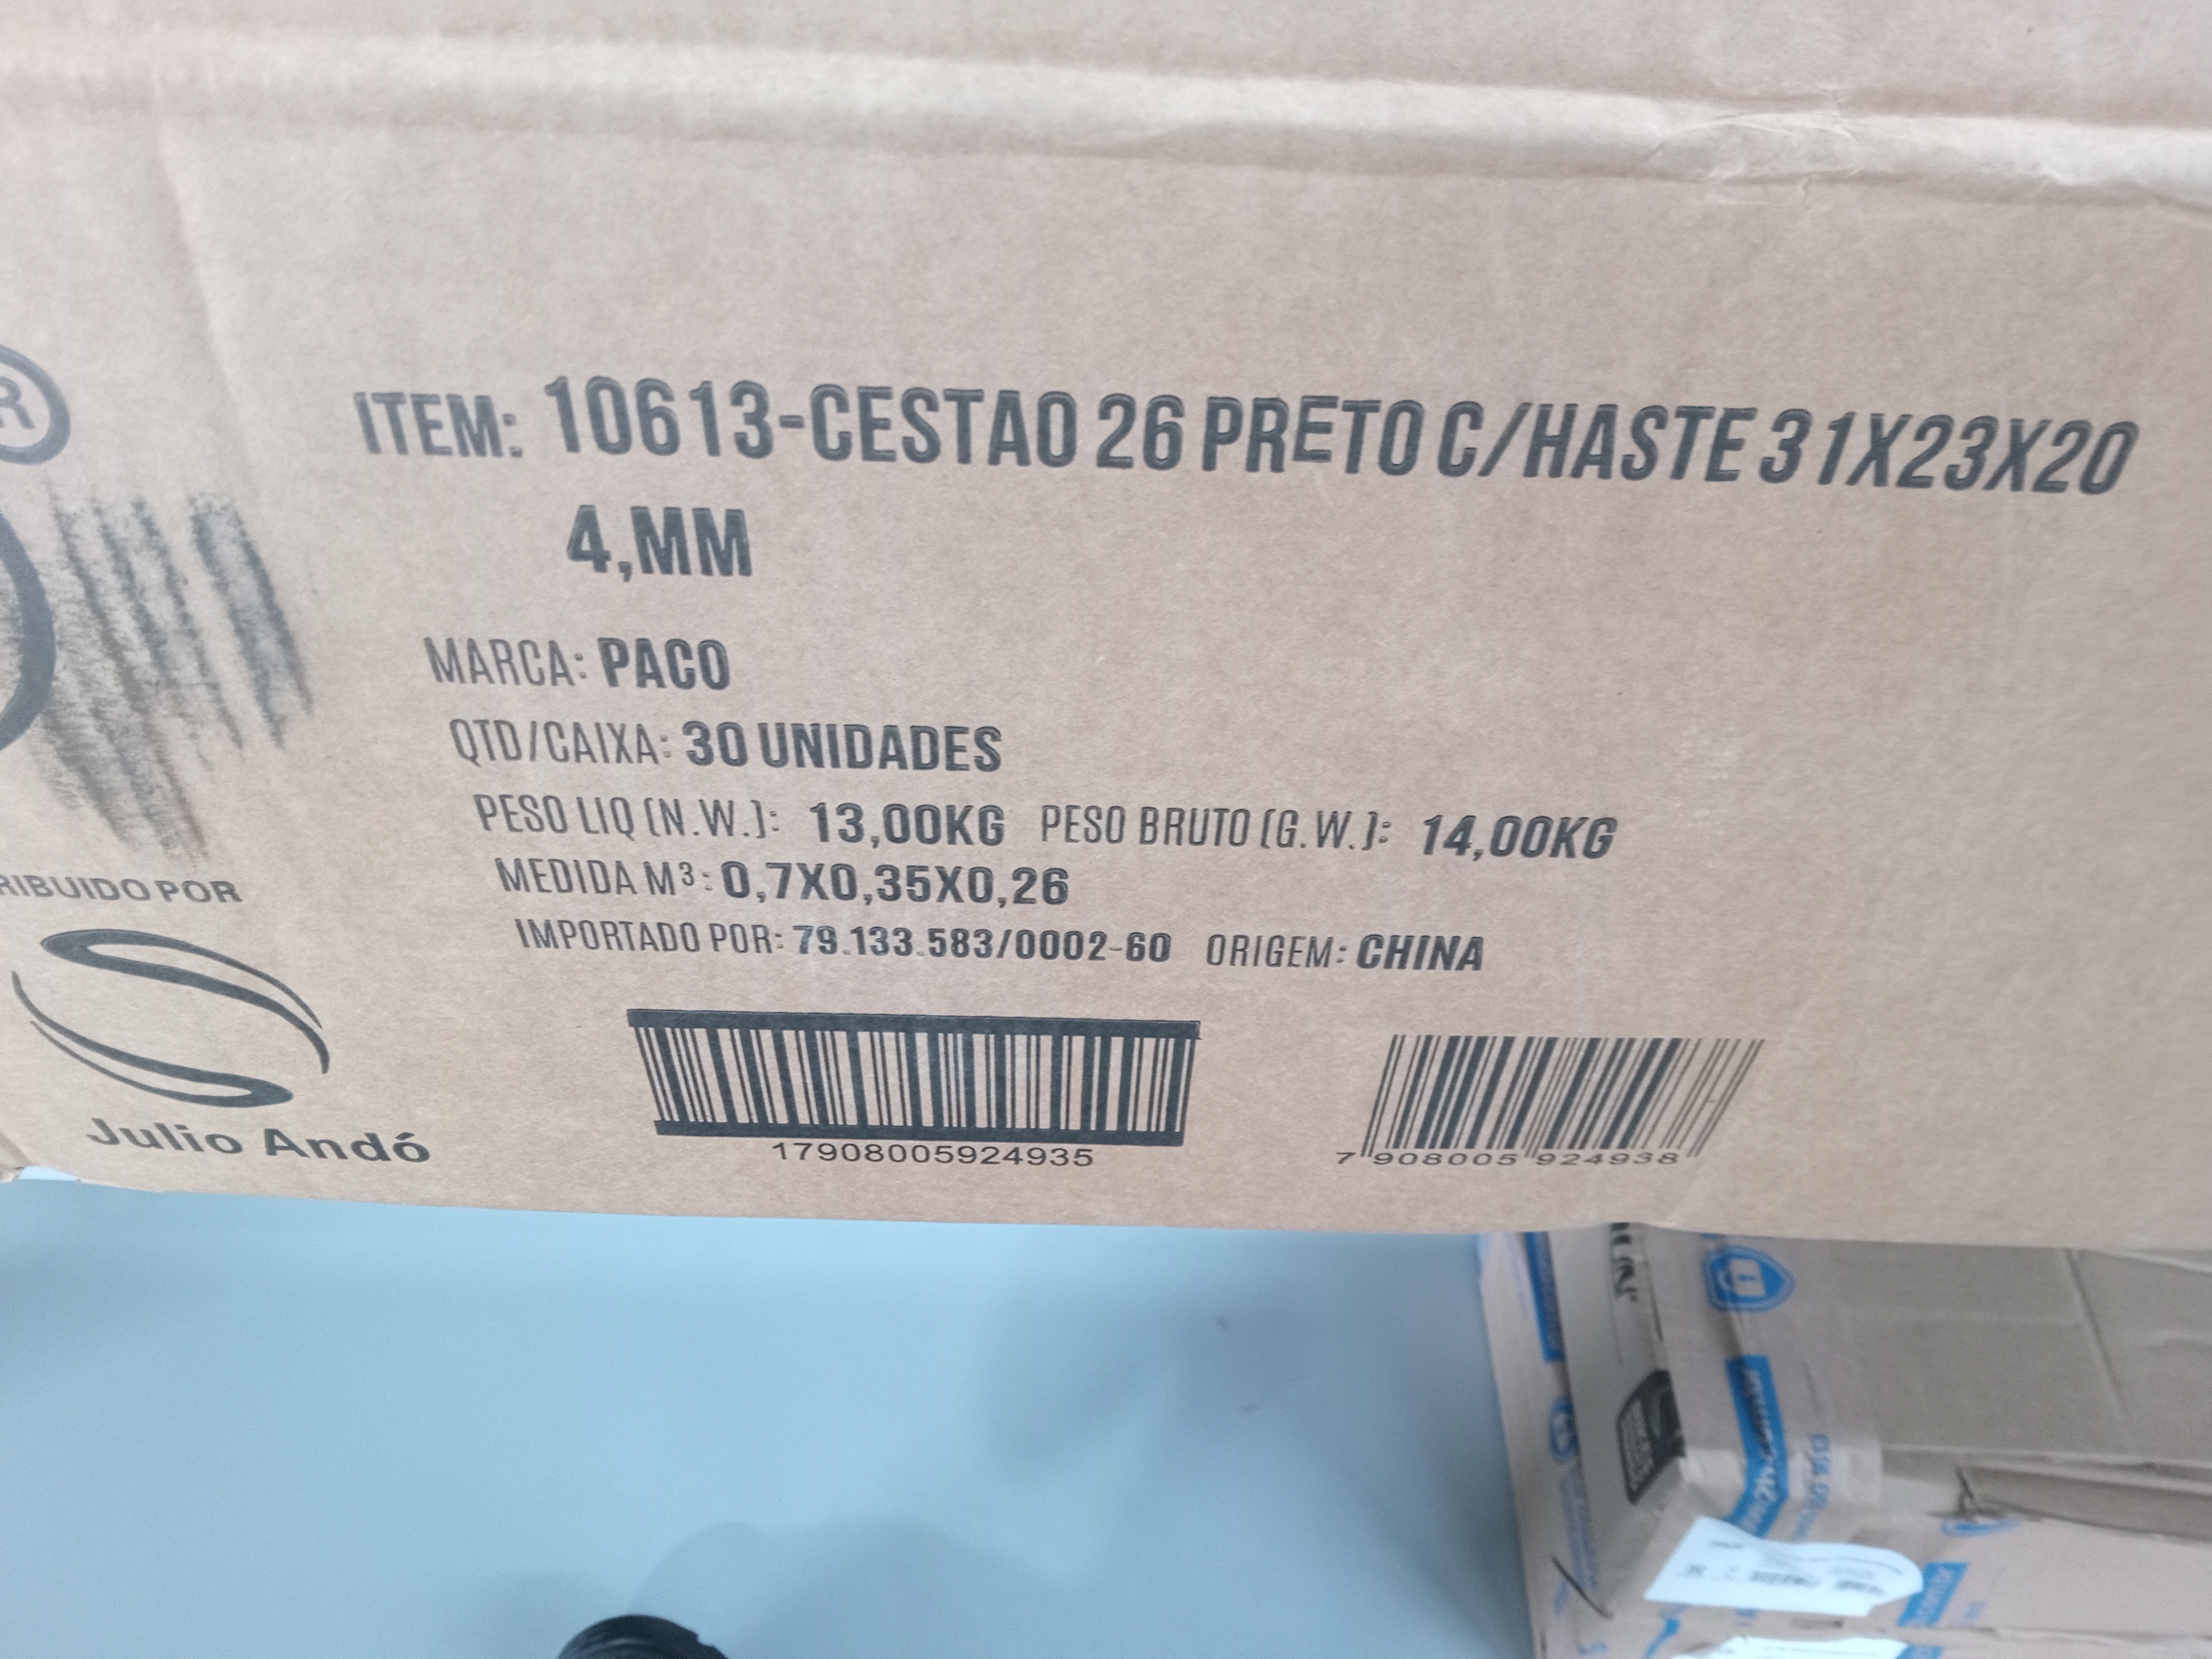 R
ITEM: 10613-CESTAO 26 PRETO C/HASTE 31X23X20
4,MM
MARCA: PACO
QTD/CAIXA: 30 UNIDADES
PESO LIQ (N.W.): 13,00KG PESO BRUTO (G.W.): 14,00KG
MEDIDA M³: 0,7X0,35X0,26
IMPORTADO POR: 79.133.583/0002-60 ORIGEM: CHINA
RIBUIDO POR
Julio Andó
17908005924935
7 908005 924938